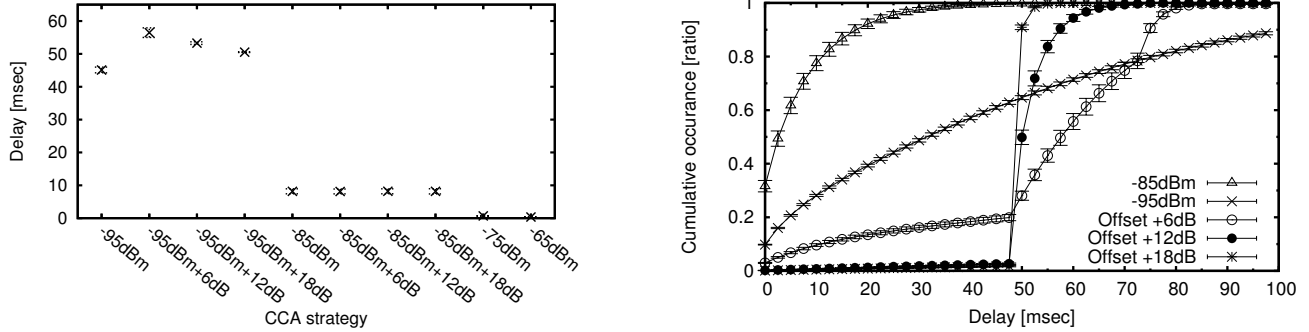 60
50
40
30
20
10
0
Delay [msec]
-95dBm
-95dBm+6dB
-95dBm+12dB
-95dBm+18dB
-85dBm
-85dBm+6dB
-85dBm+12dB
-85dBm+18dB
-75dBm
-65dBm
CCA strategy
1
0.8
0.6
0.4
0.2
0
Cumulative occurance [ratio]
-85dBm
-95dBm
Offset +6dB
Offset +12dB
Offset +18dB
0 10 20 30 40 50 60 70 80 90 100
Delay [msec]